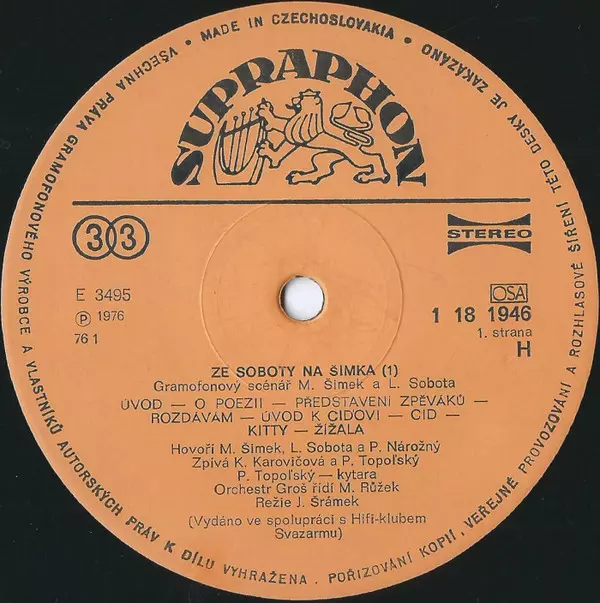 VŠECHNA PRÁVA GRAMOFONOVÉHO VÝROBCE A VLASTNÍKŮ AUTORSKÝCH PRÁV K DÍLU VYHRAŽENA . POŘIZOVÁNÍ KOPIÍ, VEŘEJNÉ PROVOZOVÁNÍ A ROZHLASOVÉ ŠÍŘENÍ TÉTO DESKY JE ZAKÁZÁNO
• MADE IN CZECHOSLOVAKIA •
SUPRAPHON
33
STEREO
E 3495
OSA
℗ 1976
1 18 1946
76 1
1. strana
H
ZE SOBOTY NA ŠIMKA (1)
Gramofonový scénář M. Šimek a L. Sobota
ÚVOD — O POEZII — PŘEDSTAVENÍ ZPĚVÁKŮ —
ROZDÁVÁM — ÚVOD K CIDOVI — CID —
KITTY — ŽÍŽALA
Hovoří M. Šimek, L. Sobota a P. Nárožný
Zpívá K. Karovičová a P. Topoľský
P. Topoľský — kytara
Orchestr Groš řídí M. Růžek
Režie J. Šrámek
(Vydáno ve spolupráci s Hifi-klubem
Svazarmu)